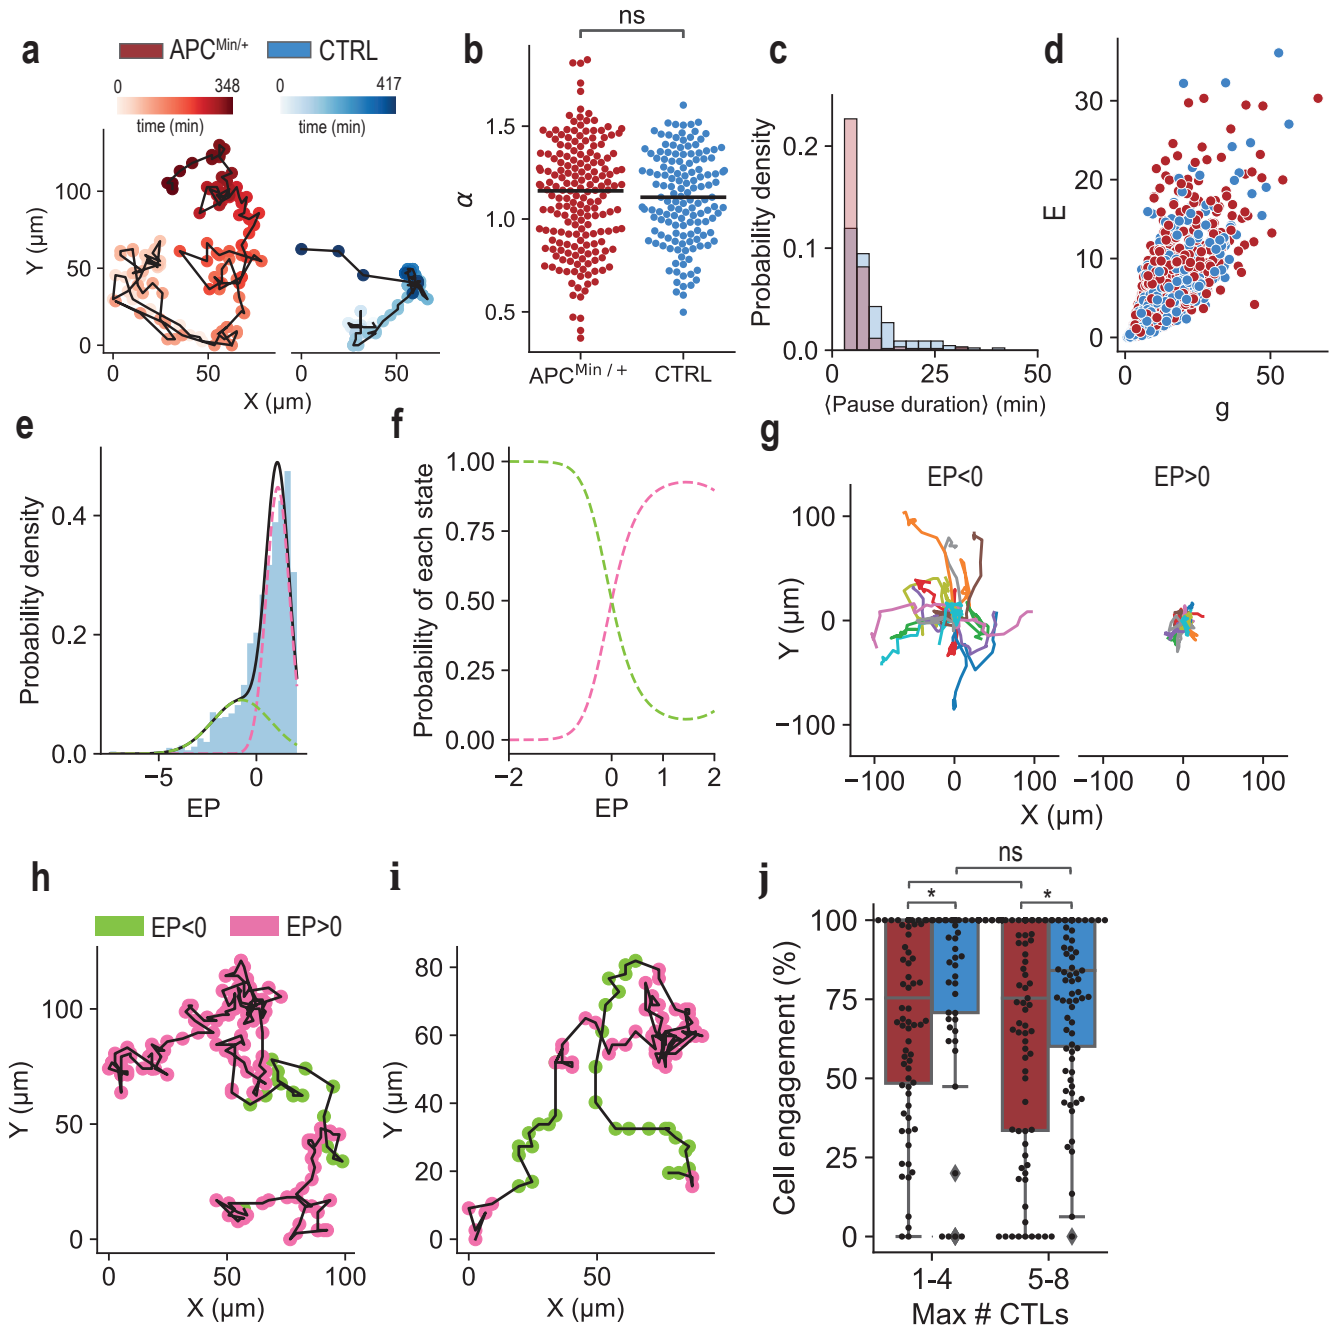 a
APC^Min/+
CTRL
0
348
time (min)
0
417
time (min)
100
50
0
Y (μm)
0
50
0
50
X (μm)
b
ns
1.5
1.0
0.5
α
APC^Min / +
CTRL
c
0.2
0.1
0.0
Probability density
0
25
50
⟨Pause duration⟩ (min)
d
30
20
10
0
E
0
50
g
e
0.4
0.2
0.0
Probability density
−5
0
EP
f
1.00
0.75
0.50
0.25
0.00
Probability of each state
−2
0
1
2
EP
g
EP<0
EP>0
100
0
−100
Y (μm)
−100
0
100
−100
0
100
X (μm)
h
EP<0
EP>0
100
50
0
Y (μm)
0
50
100
X (μm)
i
80
60
40
20
0
Y (μm)
0
50
X (μm)
j
ns
*
*
100
75
50
25
0
Cell engagement (%)
1-4
5-8
Max # CTLs